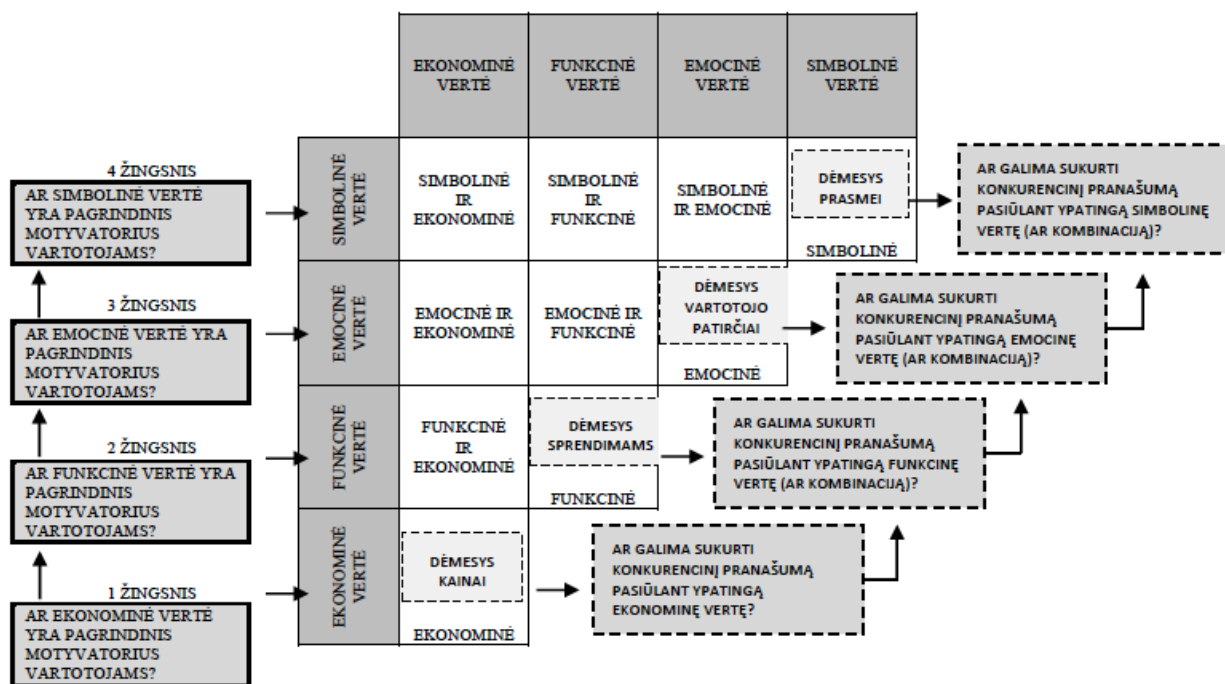 EKONOMINĖ
VERTĖ
FUNKCINĖ
VERTĖ
EMOCINĖ
VERTĖ
SIMBOLINĖ
VERTĖ
4 ŽINGSNIS
AR SIMBOLINĖ VERTĖ
YRA PAGRINDINIS
MOTYVATORIUS
VARTOTOJAMS?
SIMBOLINĖ
VERTĖ
SIMBOLINĖ
IR
EKONOMINĖ
SIMBOLINĖ
IR
FUNKCINĖ
SIMBOLINĖ
IR EMOCINĖ
DĖMESYS
PRASMEI
SIMBOLINĖ
AR GALIMA SUKURTI
KONKURENCINĮ PRANAŠUMĄ
PASIŪLANT YPATINGĄ SIMBOLINĘ
VERTĘ (AR KOMBINACIJĄ)?
3 ŽINGSNIS
AR EMOCINĖ VERTĖ YRA
PAGRINDINIS
MOTYVATORIUS
VARTOTOJAMS?
EMOCINĖ
VERTĖ
EMOCINĖ IR
EKONOMINĖ
EMOCINĖ IR
FUNKCINĖ
DĖMESYS
VARTOTOJO
PATIRČIAI
EMOCINĖ
AR GALIMA SUKURTI
KONKURENCINĮ PRANAŠUMĄ
PASIŪLANT YPATINGĄ EMOCINĘ
VERTĘ (AR KOMBINACIJĄ)?
2 ŽINGSNIS
AR FUNKCINĖ VERTĖ YRA
PAGRINDINIS
MOTYVATORIUS
VARTOTOJAMS?
FUNKCINĖ
VERTĖ
FUNKCINĖ
IR
EKONOMINĖ
DĖMESYS
SPRENDIMAMS
FUNKCINĖ
AR GALIMA SUKURTI
KONKURENCINĮ PRANAŠUMĄ
PASIŪLANT YPATINGĄ FUNKCINĘ
VERTĘ (AR KOMBINACIJĄ)?
1 ŽINGSNIS
AR EKONOMINĖ VERTĖ
YRA PAGRINDINIS
MOTYVATORIUS
VARTOTOJAMS?
EKONOMINĖ
VERTĖ
DĖMESYS
KAINAI
EKONOMINĖ
AR GALIMA SUKURTI
KONKURENCINĮ PRANAŠUMĄ
PASIŪLANT YPATINGĄ
EKONOMINĘ VERTĘ?